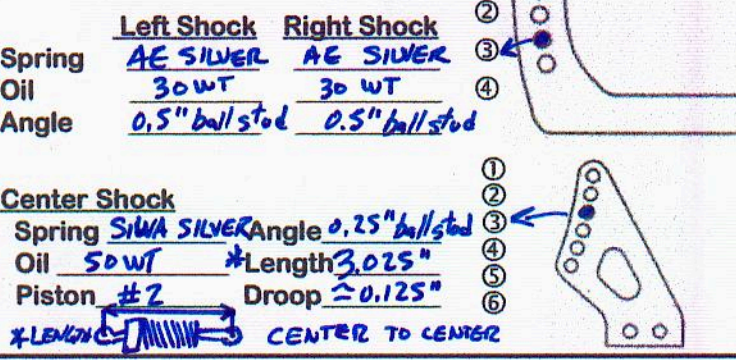 ②
Left Shock Right Shock
Spring AE SILVER AE SILVER ③
Oil 30 WT 30 WT ④
Angle 0,5" ball stud 0.5" ball stud
①
Center Shock ②
Spring SIWA SILVER Angle 0,25" ball stud ③
Oil 50WT *Length 3.025" ④
⑤
Piston #2 Droop ≅0.125" ⑥
*LENGTH CENTER TO CENTER